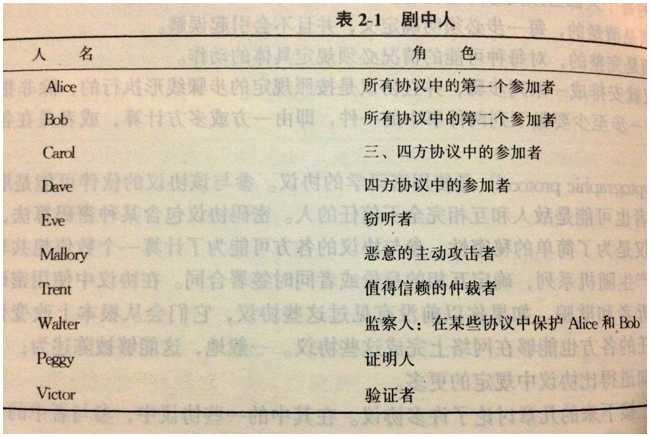 表 2-1 剧中人
人 名 角 色
Alice 所有协议中的第一个参加者
Bob 所有协议中的第二个参加者
Carol 三、四方协议中的参加者
Dave 四方协议中的参加者
Eve 窃听者
Mallory 恶意的主动攻击者
Trent 值得信赖的仲裁者
Walter 监察人：在某些协议中保护 Alice 和 Bob
Peggy 证明人
Victor 验证者